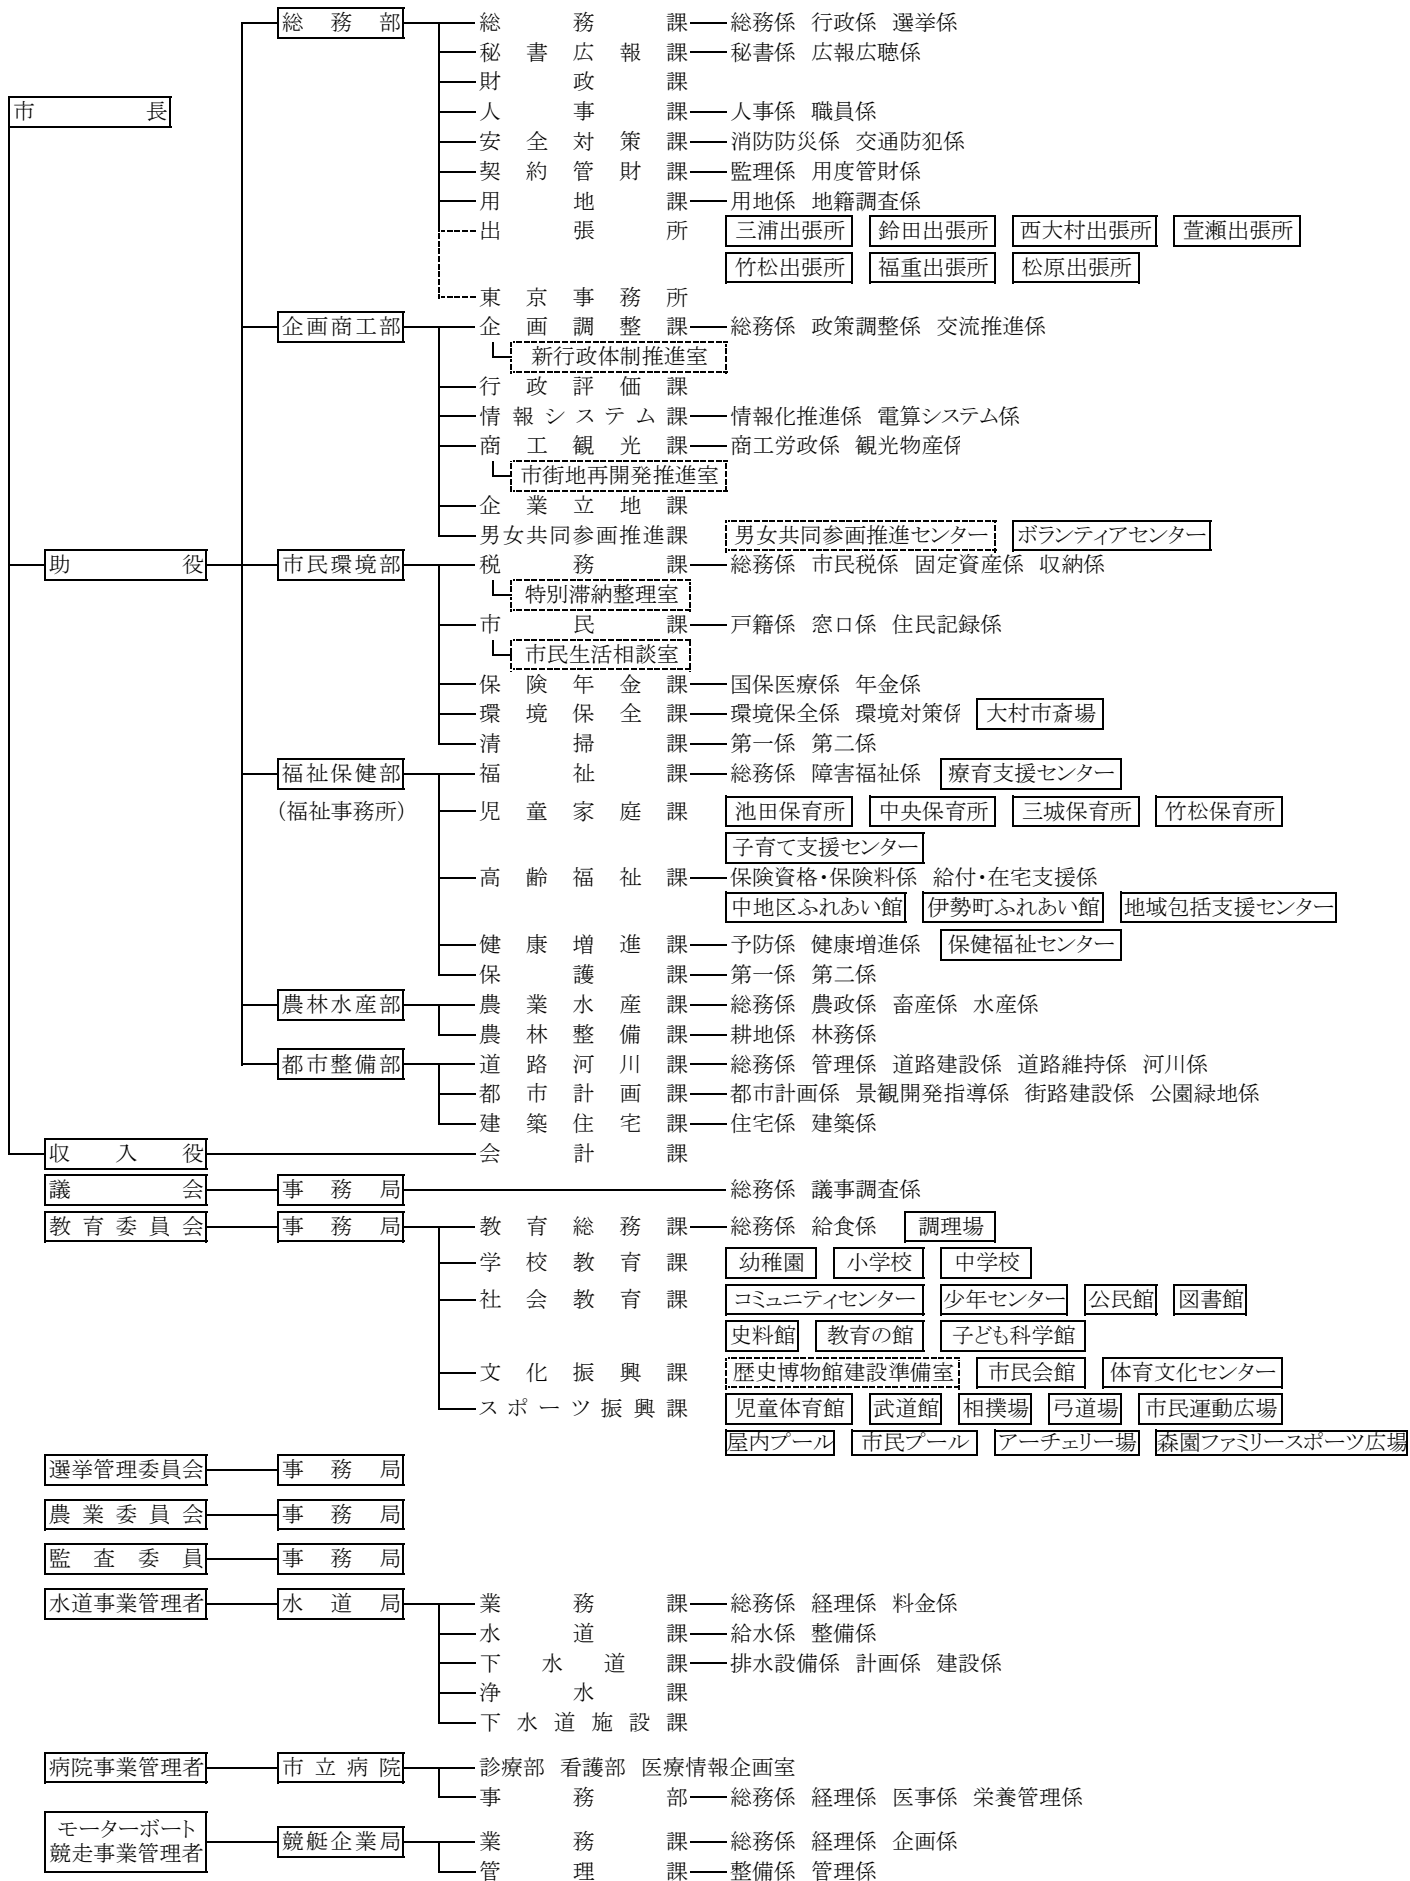 総務部 総務課 総務係 行政係 選挙係
秘書広報課 秘書係 広報広聴係
財政課
市長
人事課 人事係 職員係
安全対策課 消防防災係 交通防犯係
契約管財課 監理係 用度管財係
用地課 用地係 地籍調査係
出張所 三浦出張所 鈴田出張所 西大村出張所 萱瀬出張所
竹松出張所 福重出張所 松原出張所
東京事務所
企画商工部 企画調整課 総務係 政策調整係 交流推進係
新行政体制推進室
行政評価課
情報システム課 情報化推進係 電算システム係
商工観光課 商工労政係 観光物産係
市街地再開発推進室
企業立地課
男女共同参画推進課 男女共同参画推進センター ボランティアセンター
助役 市民環境部 税務課 総務係 市民税係 固定資産係 収納係
特別滞納整理室
市民課 戸籍係 窓口係 住民記録係
市民生活相談室
保険年金課 国保医療係 年金係
環境保全課 環境保全係 環境対策係 大村市斎場
清掃課 第一係 第二係
福祉保健部 福祉課 総務係 障害福祉係 療育支援センター
(福祉事務所) 児童家庭課 池田保育所 中央保育所 三城保育所 竹松保育所
子育て支援センター
高齢福祉課 保険資格・保険料係 給付・在宅支援係
中地区ふれあい館 伊勢町ふれあい館 地域包括支援センター
健康増進課 予防係 健康増進係 保健福祉センター
保護課 第一係 第二係
農林水産部 農業水産課 総務係 農政係 畜産係 水産係
農林整備課 耕地係 林務係
都市整備部 道路河川課 総務係 管理係 道路建設係 道路維持係 河川係
都市計画課 都市計画係 景観開発指導係 街路建設係 公園緑地係
建築住宅課 住宅係 建築係
収入役 会計課
議会 事務局 総務係 議事調査係
教育委員会 事務局 教育総務課 総務係 給食係 調理場
学校教育課 幼稚園 小学校 中学校
社会教育課 コミュニティセンター 少年センター 公民館 図書館
史料館 教育の館 子ども科学館
文化振興課 歴史博物館建設準備室 市民会館 体育文化センター
スポーツ振興課 児童体育館 武道館 相撲場 弓道場 市民運動広場
屋内プール 市民プール アーチェリー場 森園ファミリースポーツ広場
選挙管理委員会 事務局
農業委員会 事務局
監査委員 事務局
水道事業管理者 水道局 業務課 総務係 経理係 料金係
水道課 給水係 整備係
下水道課 排水設備係 計画係 建設係
浄水課
下水道施設課
病院事業管理者 市立病院 診療部 看護部 医療情報企画室
事務部 総務係 経理係 医事係 栄養管理係
モーターボート
競走事業管理者 競艇企業局 業務課 総務係 経理係 企画係
管理課 整備係 管理係